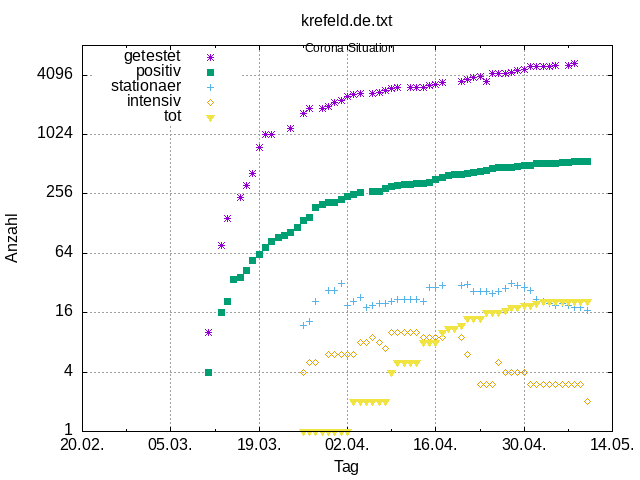 krefeld.de.txt
Corona Situation
getestet
positiv
stationaer
intensiv
tot
4096
1024
256
64
16
4
1
Anzahl
20.02. 05.03. 19.03. 02.04. 16.04. 30.04. 14.05.
Tag